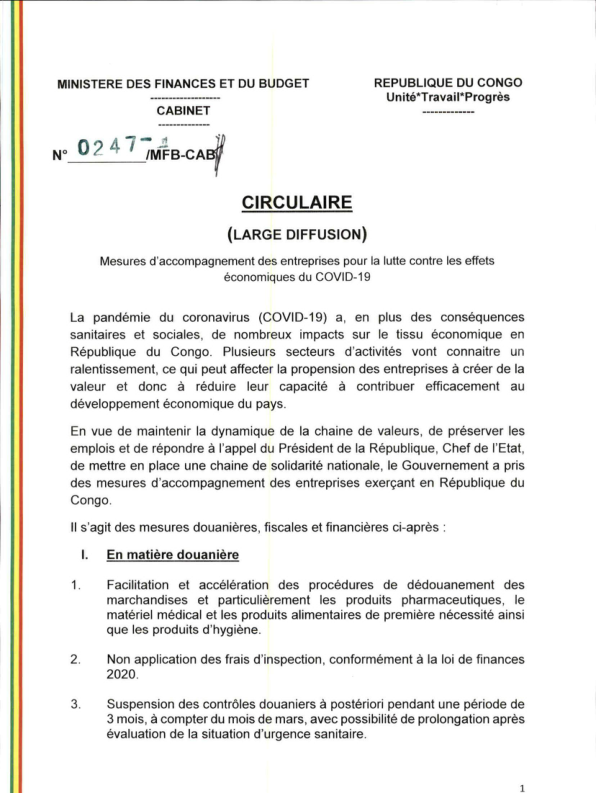 MINISTERE DES FINANCES ET DU BUDGET
-------------------
CABINET
--------------
N° 0247 /MFB-CAB
REPUBLIQUE DU CONGO
Unité*Travail*Progrès
-------------
CIRCULAIRE
(LARGE DIFFUSION)
Mesures d'accompagnement des entreprises pour la lutte contre les effets
économiques du COVID-19
La pandémie du coronavirus (COVID-19) a, en plus des conséquences
sanitaires et sociales, de nombreux impacts sur le tissu économique en
République du Congo. Plusieurs secteurs d'activités vont connaitre un
ralentissement, ce qui peut affecter la propension des entreprises à créer de la
valeur et donc à réduire leur capacité à contribuer efficacement au
développement économique du pays.
En vue de maintenir la dynamique de la chaine de valeurs, de préserver les
emplois et de répondre à l'appel du Président de la République, Chef de l'Etat,
de mettre en place une chaine de solidarité nationale, le Gouvernement a pris
des mesures d'accompagnement des entreprises exerçant en République du
Congo.
Il s'agit des mesures douanières, fiscales et financières ci-après :
I. En matière douanière
1. Facilitation et accélération des procédures de dédouanement des
marchandises et particulièrement les produits pharmaceutiques, le
matériel médical et les produits alimentaires de première nécessité ainsi
que les produits d'hygiène.
2. Non application des frais d'inspection, conformément à la loi de finances
2020.
3. Suspension des contrôles douaniers à postériori pendant une période de
3 mois, à compter du mois de mars, avec possibilité de prolongation après
évaluation de la situation d'urgence sanitaire.
1